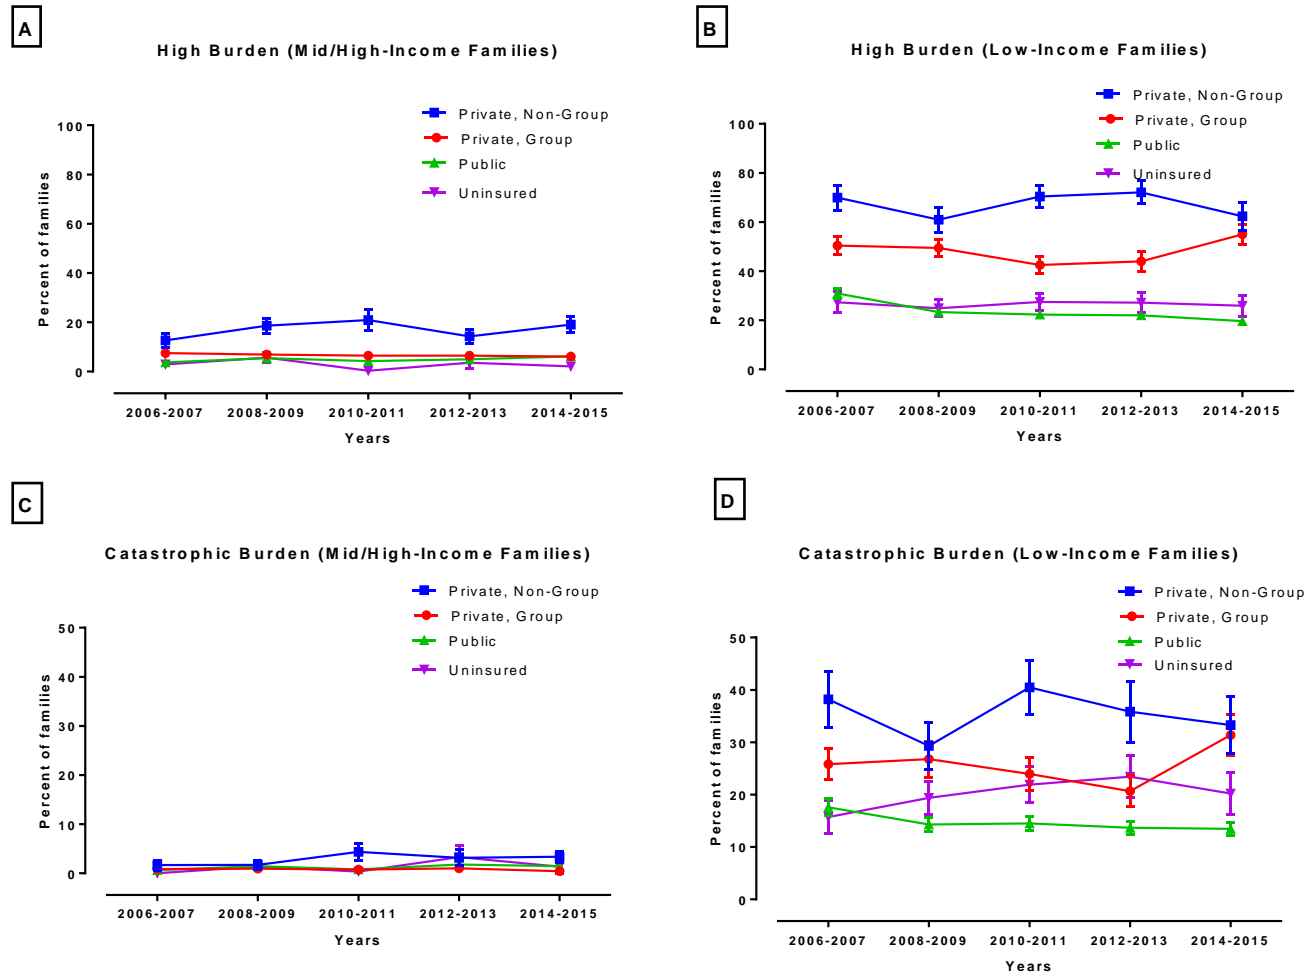 A
High Burden (Mid/High-Income Families)
Private, Non-Group
Private, Group
Public
Uninsured
Percent of families
100
80
60
40
20
0
2006-2007 2008-2009 2010-2011 2012-2013 2014-2015
Years
B
High Burden (Low-Income Families)
Private, Non-Group
Private, Group
Public
Uninsured
Percent of families
100
80
60
40
20
0
2006-2007 2008-2009 2010-2011 2012-2013 2014-2015
Years
C
Catastrophic Burden (Mid/High-Income Families)
Private, Non-Group
Private, Group
Public
Uninsured
Percent of families
50
40
30
20
10
0
2006-2007 2008-2009 2010-2011 2012-2013 2014-2015
Years
D
Catastrophic Burden (Low-Income Families)
Private, Non-Group
Private, Group
Public
Uninsured
Percent of families
50
40
30
20
10
0
2006-2007 2008-2009 2010-2011 2012-2013 2014-2015
Years